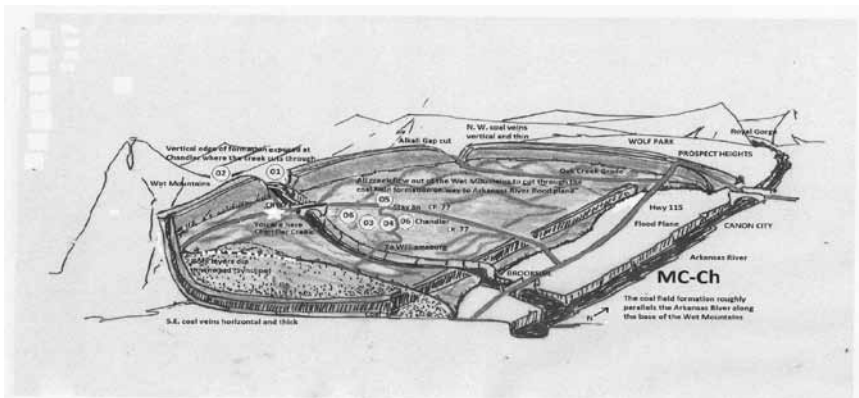 N. W. coal veins
vertical and thin
Royal Gorge
Alkali Gap cut
WOLF PARK
Vertical edge of formation exposed at
Chandler where the creek cuts through
PROSPECT HEIGHTS
02
01
Oak Creek Grade
Wet Mountains
All creeks flow out of the Wet Mountains to cut through the
coal field formation on way to Arkansas River flood plane
05
Stay on
77
Hwy 115
06
03
04
06
Chandler
77
Flood Plane
You are here
Chandler Creek
CANON CITY
To Williamsburg
Arkansas River
BROOKSIDE
MC-Ch
The coal field formation roughly
parallels the Arkansas River along
the base of the Wet Mountains
N
S.E. coal veins horizontal and thick